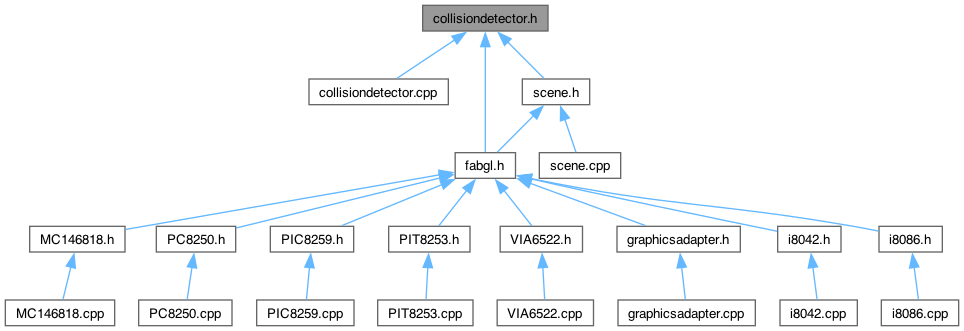 collisiondetector.h
collisiondetector.cpp
scene.h
fabgl.h
scene.cpp
MC146818.h
PC8250.h
PIC8259.h
PIT8253.h
VIA6522.h
graphicsadapter.h
i8042.h
i8086.h
MC146818.cpp
PC8250.cpp
PIC8259.cpp
PIT8253.cpp
VIA6522.cpp
graphicsadapter.cpp
i8042.cpp
i8086.cpp